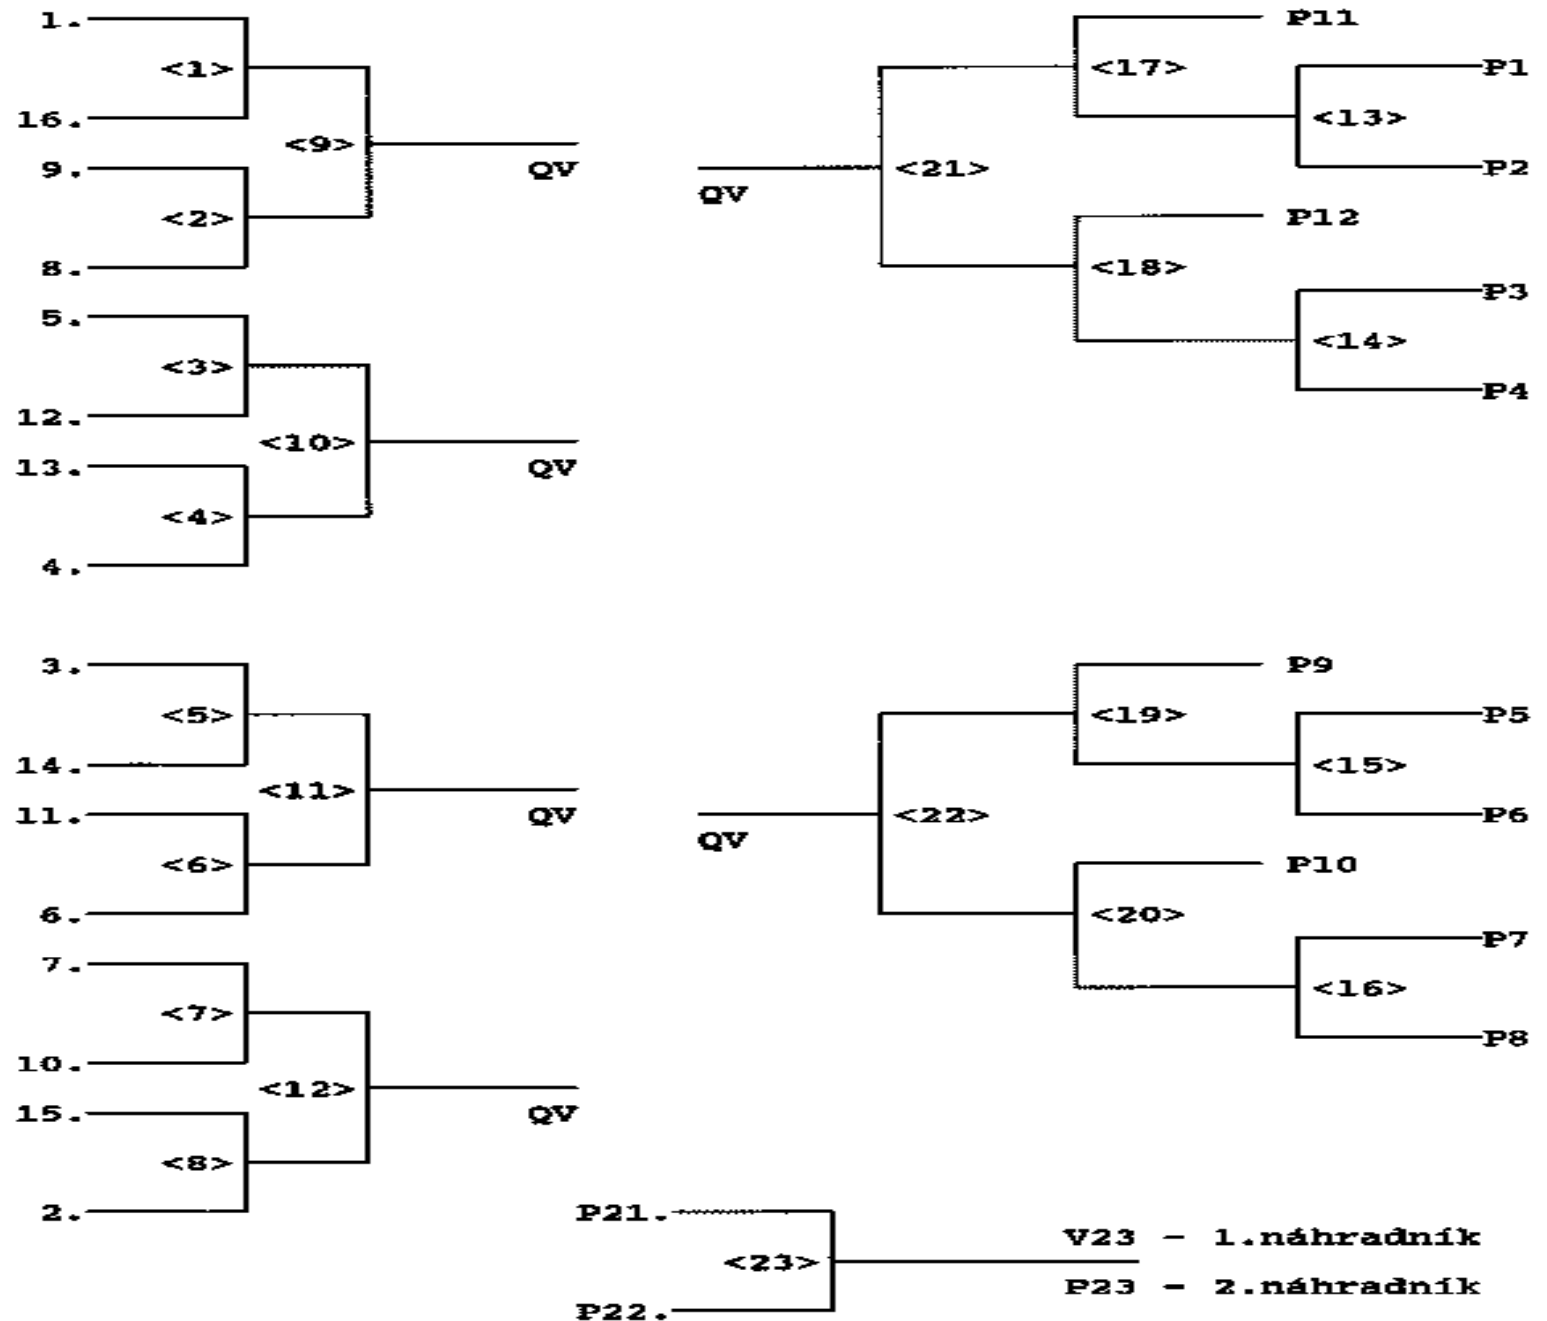 1.
<1>
16.
<9>
QV
9.
<2>
8.
5.
<3>
12.
<10>
QV
13.
<4>
4.
3.
<5>
14.
<11>
QV
11.
<6>
6.
7.
<7>
10.
<12>
QV
15.
<8>
2.
P11
<17>
P1
<13>
P2
<21>
QV
P12
<18>
P3
<14>
P4
P9
<19>
P5
<15>
P6
<22>
QV
P10
<20>
P7
<16>
P8
P21.
<23>
P22.
V23 - 1.náhradník
P23 - 2.náhradník